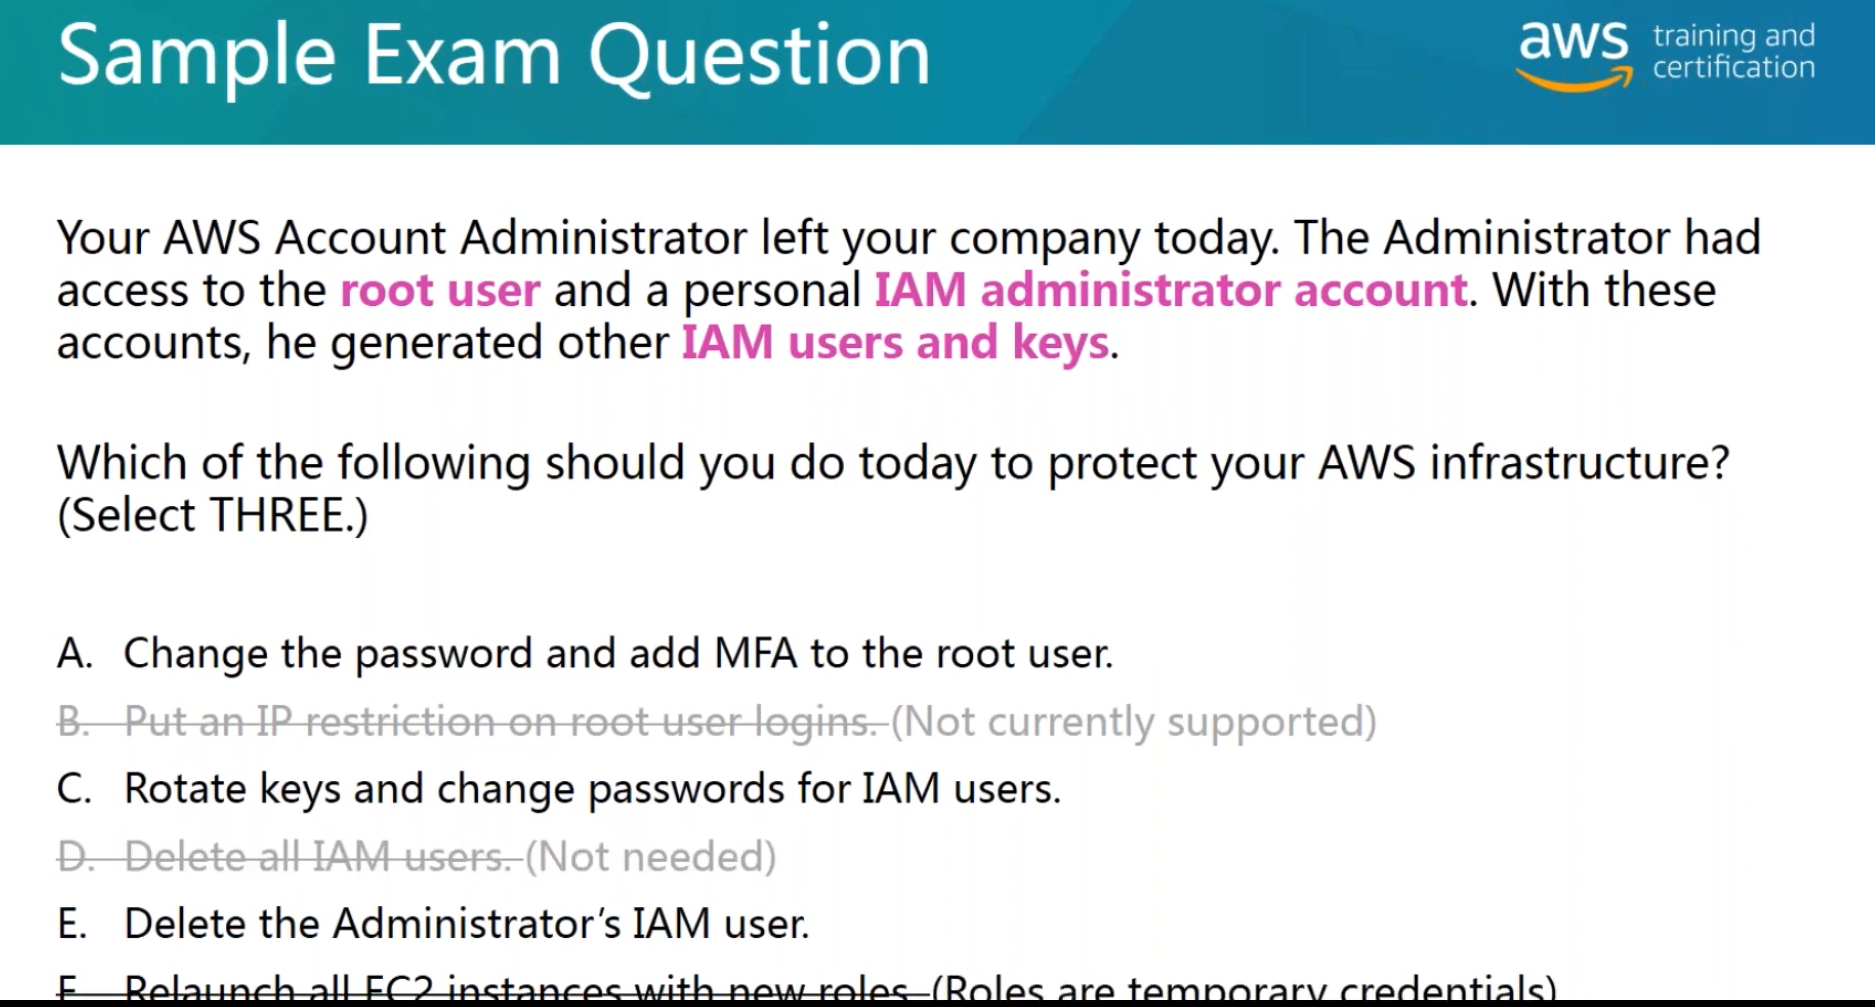 Sample Exam Question
aws training and
certification
Your AWS Account Administrator left your company today. The Administrator had
access to the root user and a personal IAM administrator account. With these
accounts, he generated other IAM users and keys.
Which of the following should you do today to protect your AWS infrastructure?
(Select THREE.)
A. Change the password and add MFA to the root user.
B. Put an IP restriction on root user logins. (Not currently supported)
C. Rotate keys and change passwords for IAM users.
D. Delete all IAM users. (Not needed)
E. Delete the Administrator’s IAM user.
F. Relaunch all EC2 instances with new roles. (Roles are temporary credentials)